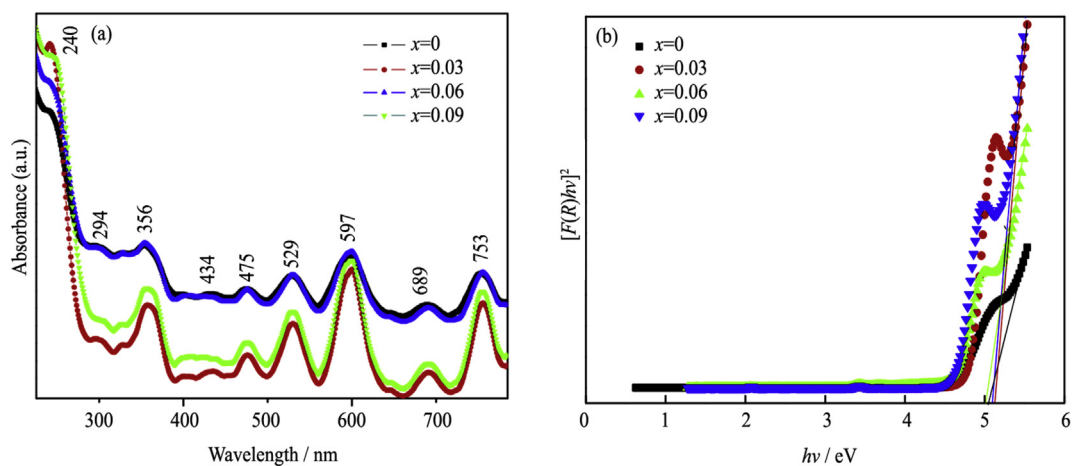 (a)
240
x=0
x=0.03
x=0.06
x=0.09
294
356
434
475
529
597
689
753
Absorbance (a.u.)
300
400
500
600
700
Wavelength / nm
(b)
x=0
x=0.03
x=0.06
x=0.09
[F(R)hv]²
0
1
2
3
4
5
6
hv / eV